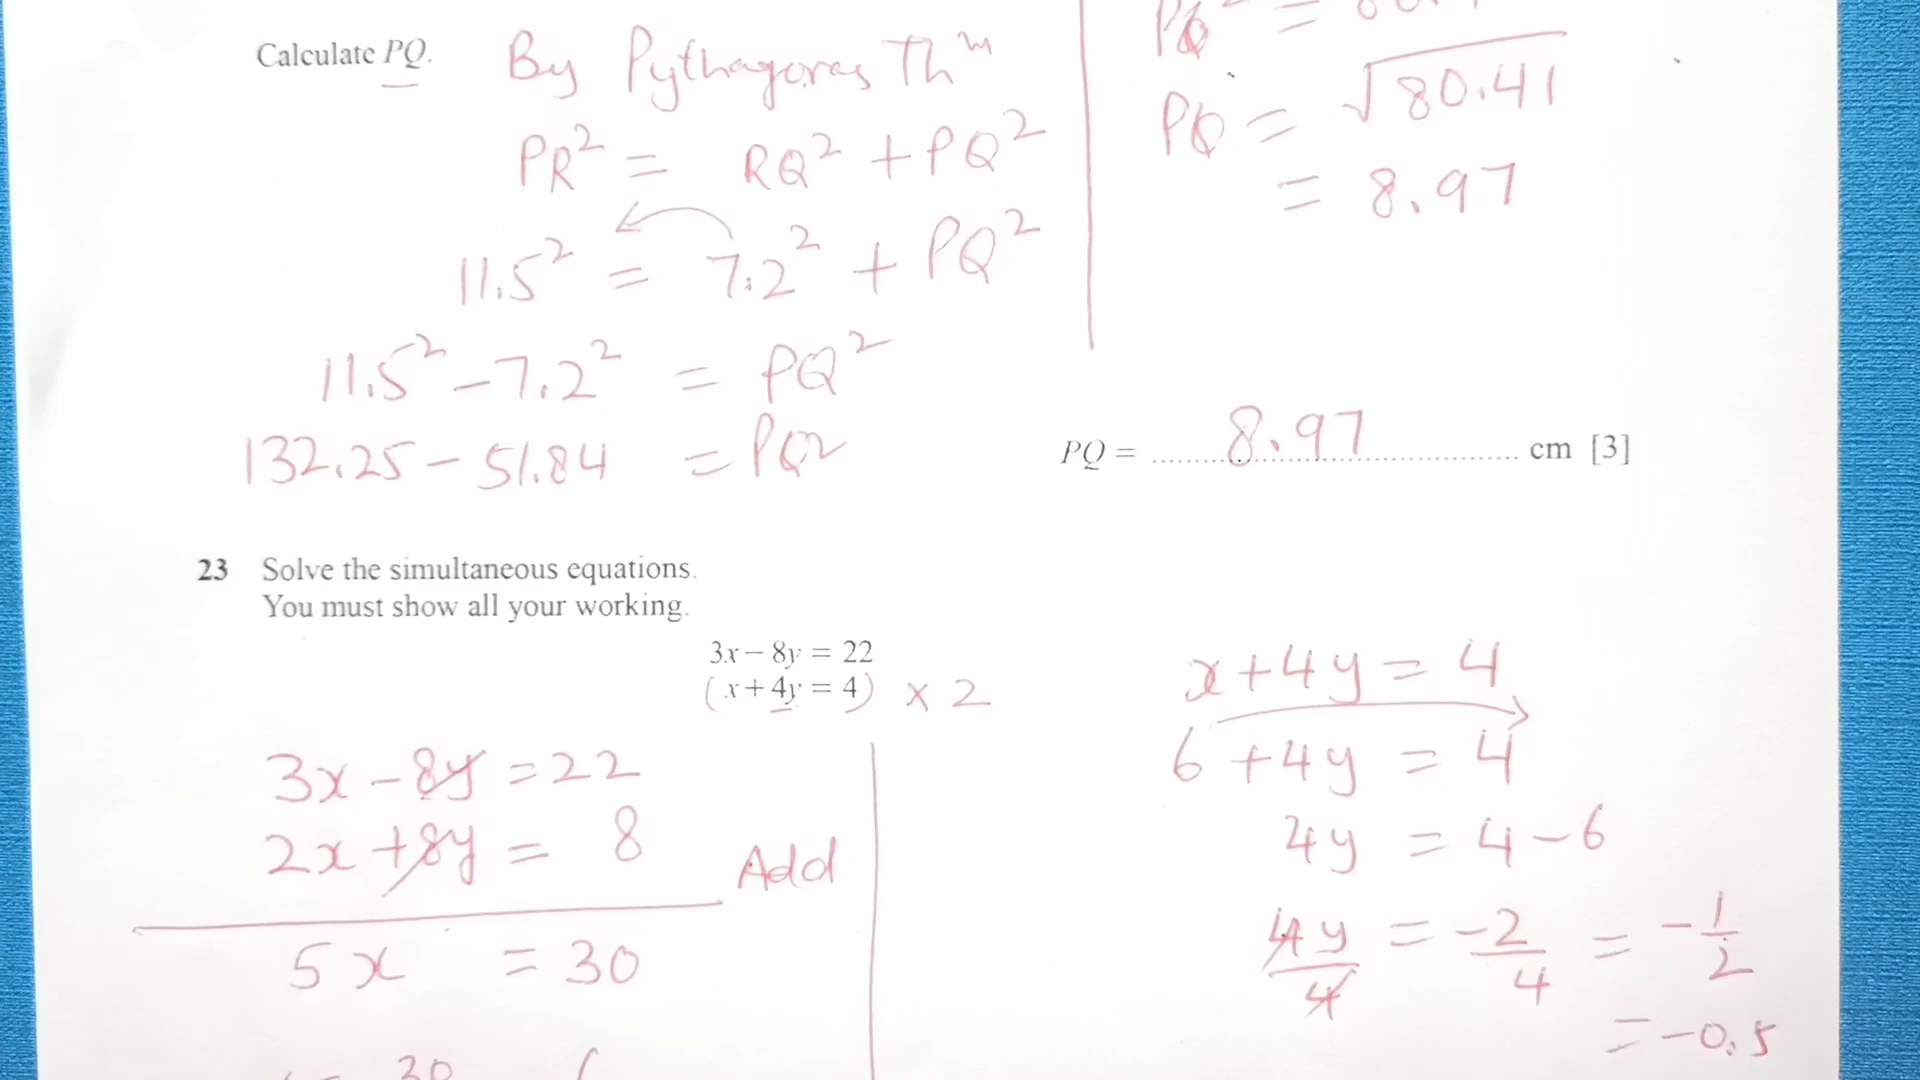 Calculate PQ. By Pythagoras Thᵐ
PR² = RQ² + PQ²
11.5² = 7.2² + PQ²
11.5² - 7.2² = PQ²
132.25 - 51.84 = PQ²
PQ² =
PQ = √80.41
= 8.97
PQ = 8.97 cm [3]
23 Solve the simultaneous equations.
You must show all your working.
3x - 8y = 22
(x + 4y = 4) × 2
3x - 8y = 22
2x + 8y = 8 Add
5x = 30
30
x + 4y = 4
6 + 4y = 4
4y = 4 - 6
4y/4 = -2/4 = -1/2
= -0.5